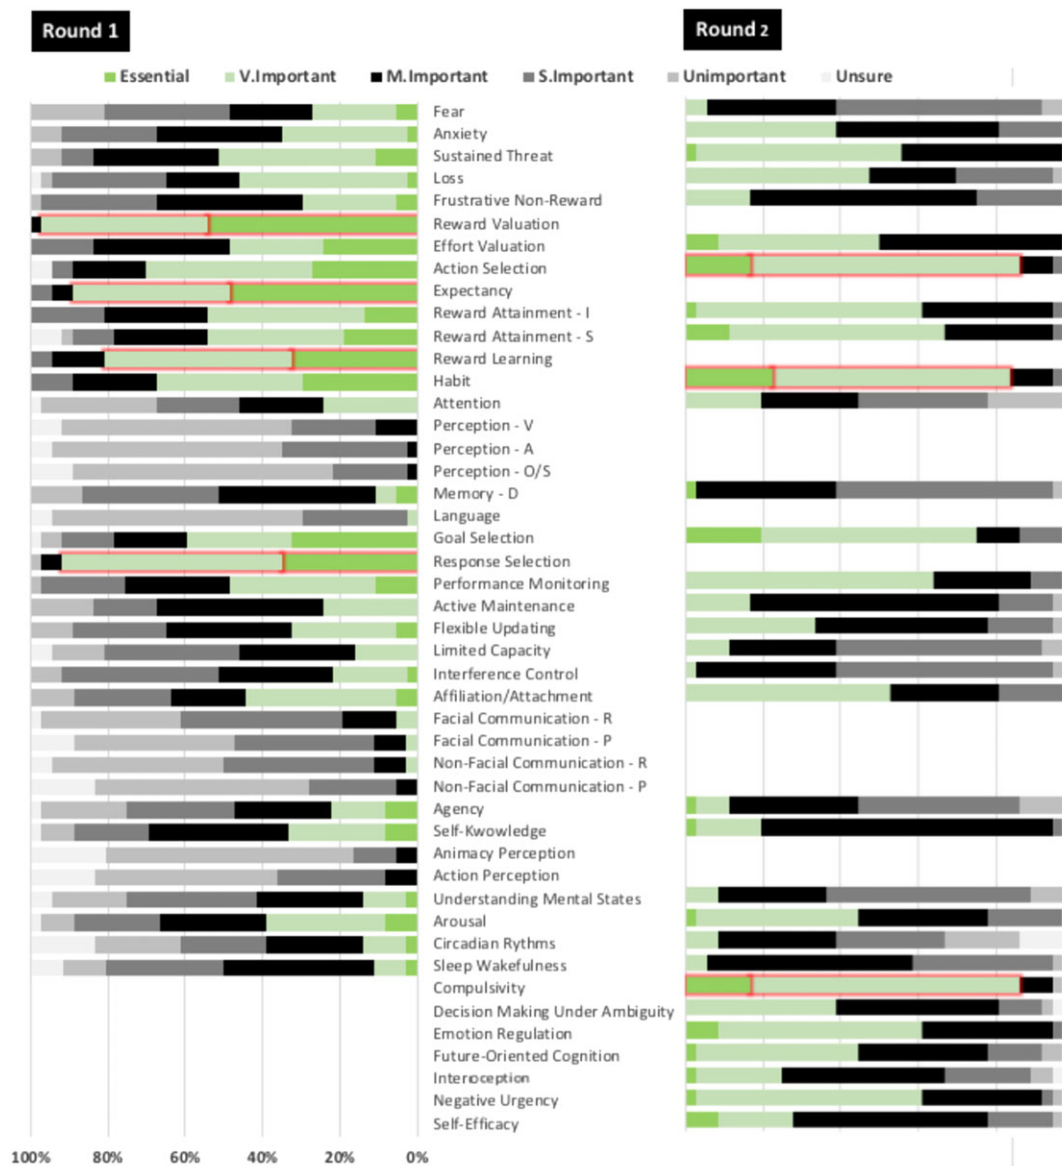 Round 1
Round 2
Essential V.Important M.Important S.Important Unimportant Unsure
Fear
Anxiety
Sustained Threat
Loss
Frustrative Non-Reward
Reward Valuation
Effort Valuation
Action Selection
Expectancy
Reward Attainment - I
Reward Attainment - S
Reward Learning
Habit
Attention
Perception - V
Perception - A
Perception - O/S
Memory - D
Language
Goal Selection
Response Selection
Performance Monitoring
Active Maintenance
Flexible Updating
Limited Capacity
Interference Control
Affiliation/Attachment
Facial Communication - R
Facial Communication - P
Non-Facial Communication - R
Non-Facial Communication - P
Agency
Self-Kwowledge
Animacy Perception
Action Perception
Understanding Mental States
Arousal
Circadian Rythms
Sleep Wakefulness
Compulsivity
Decision Making Under Ambiguity
Emotion Regulation
Future-Oriented Cognition
Interoception
Negative Urgency
Self-Efficacy
100% 80% 60% 40% 20% 0%